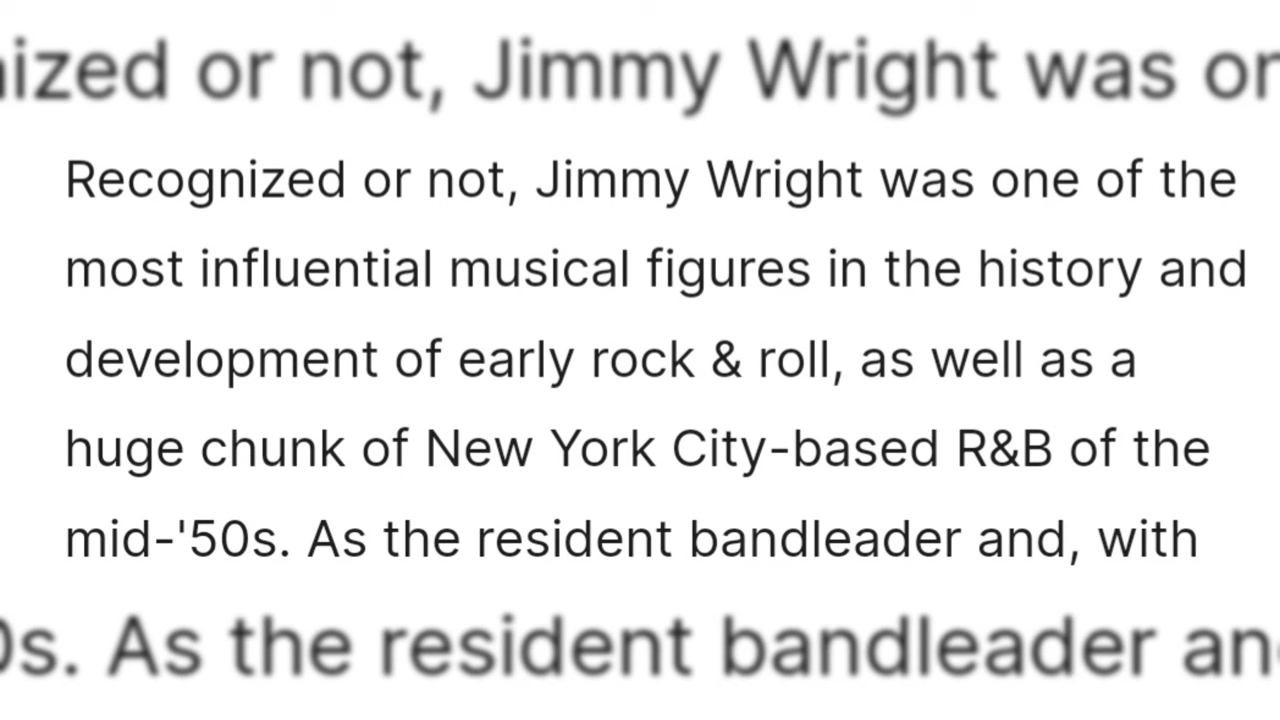 ized or not, Jimmy Wright was
Recognized or not, Jimmy Wright was one of the
most influential musical figures in the history and
development of early rock & roll, as well as a
huge chunk of New York City-based R&B of the
mid-'50s. As the resident bandleader and, with
0s. As the resident bandleader an